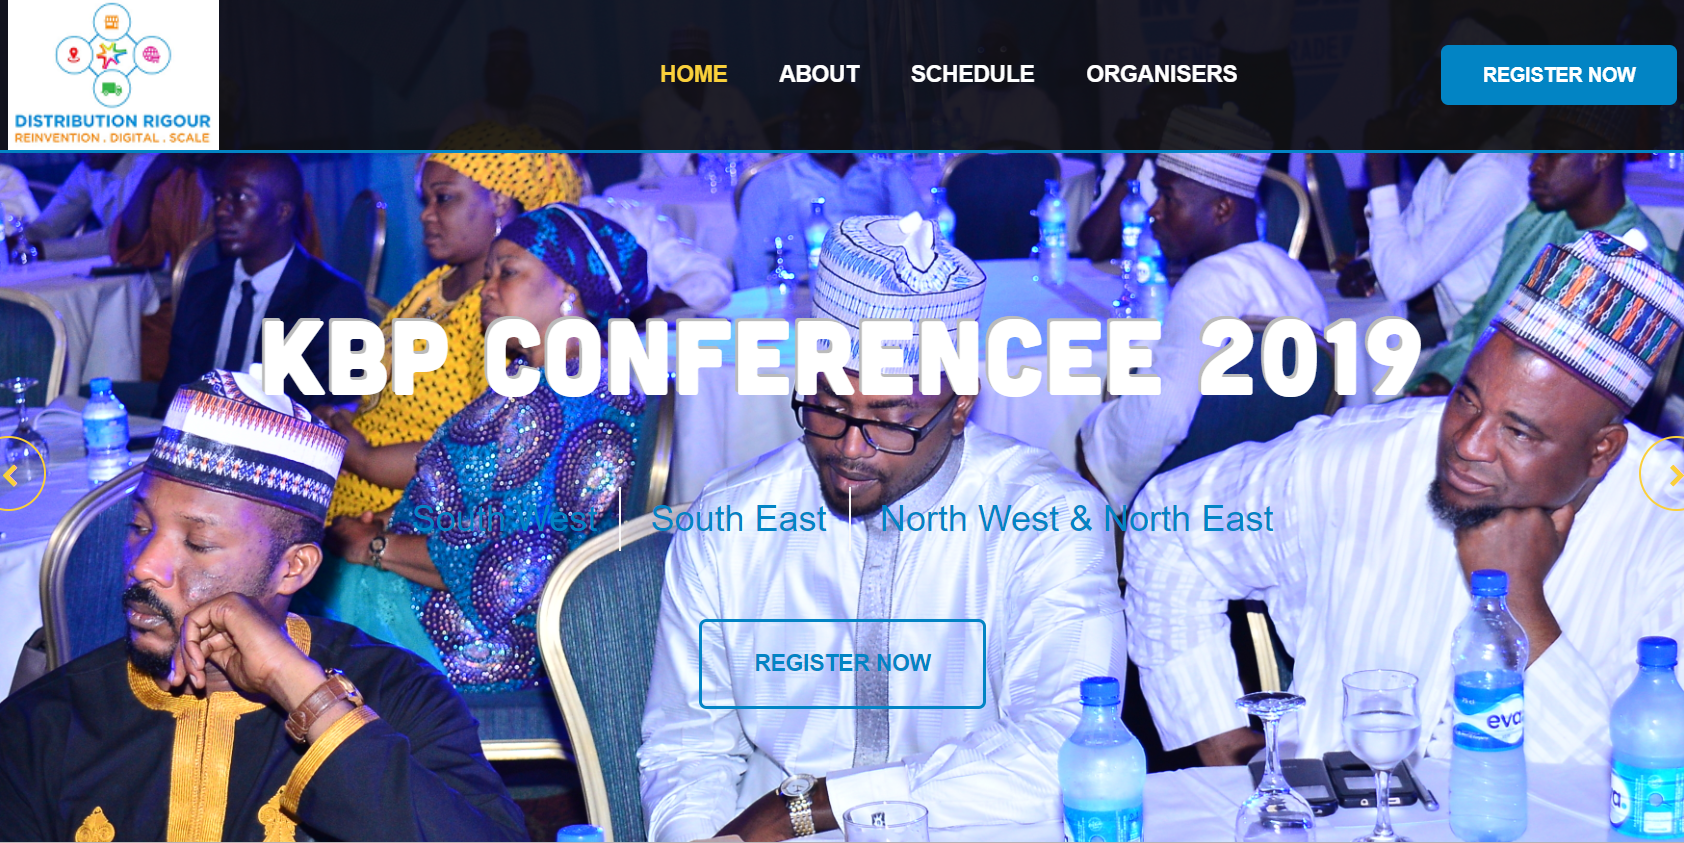 DISTRIBUTION RIGOUR
REINVENTION . DIGITAL . SCALE
HOME ABOUT SCHEDULE ORGANISERS REGISTER NOW
KBP CONFERENCEE 2019
South West South East North West & North East
REGISTER NOW
eva